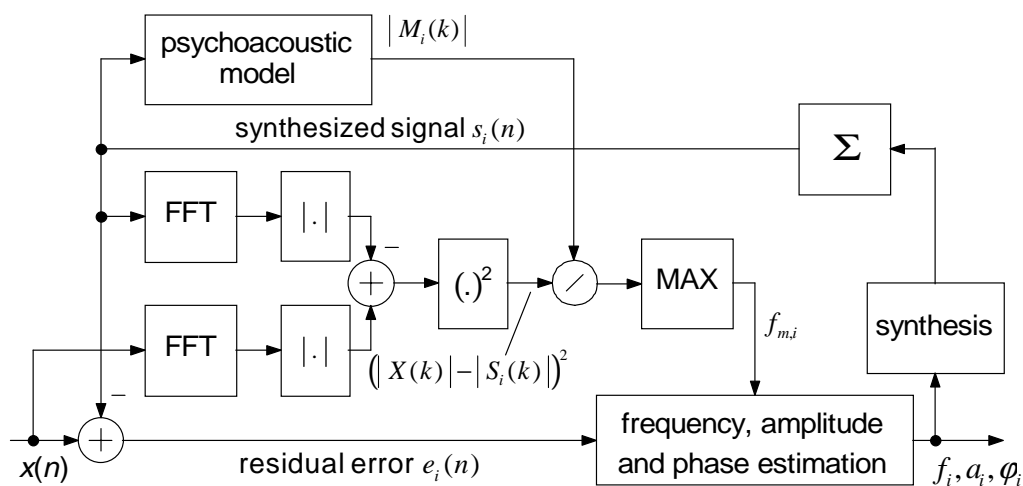 psychoacoustic
model
|M_i(k)|
synthesized signal s_i(n)
Σ
FFT
|.|
−
+
(.)²
/
MAX
synthesis
FFT
|.|
(|X(k)|−|S_i(k)|)²
f_{m,i}
−
+
x(n)
residual error e_i(n)
frequency, amplitude
and phase estimation
f_i, a_i, φ_i